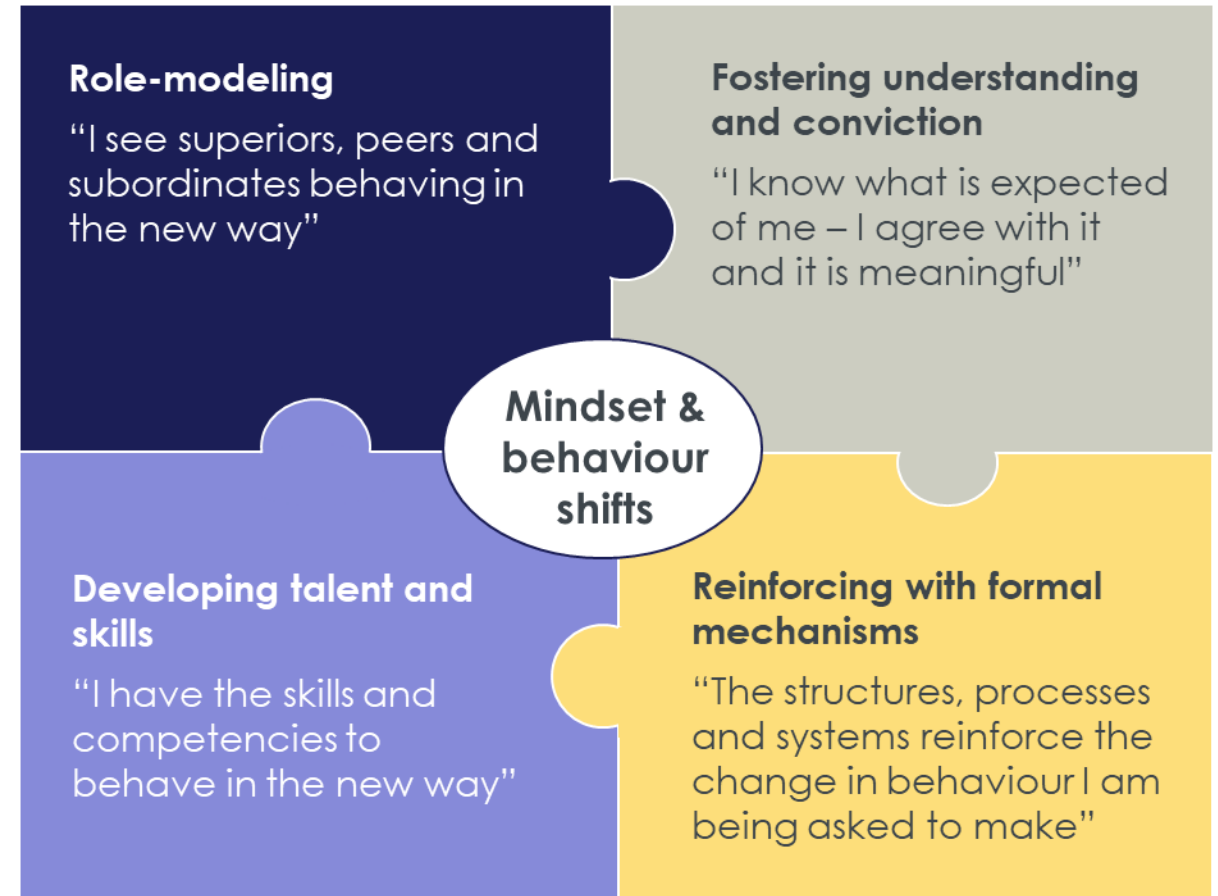 Role-modeling
“I see superiors, peers and
subordinates behaving in
the new way”
Fostering understanding
and conviction
“I know what is expected
of me – I agree with it
and it is meaningful”
Mindset &
behaviour
shifts
Developing talent and
skills
“I have the skills and
competencies to
behave in the new way”
Reinforcing with formal
mechanisms
“The structures, processes
and systems reinforce the
change in behaviour I am
being asked to make”